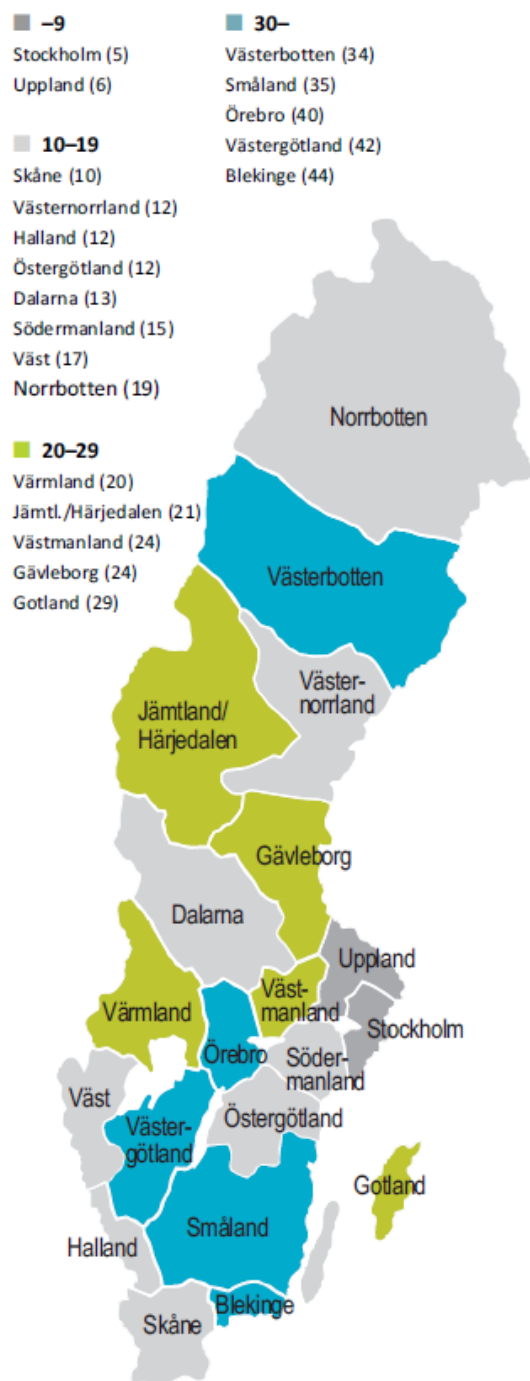 –9
Stockholm (5)
Uppland (6)
10–19
Skåne (10)
Västernorrland (12)
Halland (12)
Östergötland (12)
Dalarna (13)
Södermanland (15)
Väst (17)
Norrbotten (19)
20–29
Värmland (20)
Jämtl./Härjedalen (21)
Västmanland (24)
Gävleborg (24)
Gotland (29)
30–
Västerbotten (34)
Småland (35)
Örebro (40)
Västergötland (42)
Blekinge (44)
Norrbotten
Västerbotten
Väster-
norrland
Jämtland/
Härjedalen
Gävleborg
Dalarna
Uppland
Väst-
manland
Värmland
Stockholm
Örebro
Söder-
manland
Väst
Östergötland
Väster-
götland
Gotland
Småland
Halland
Blekinge
Skåne